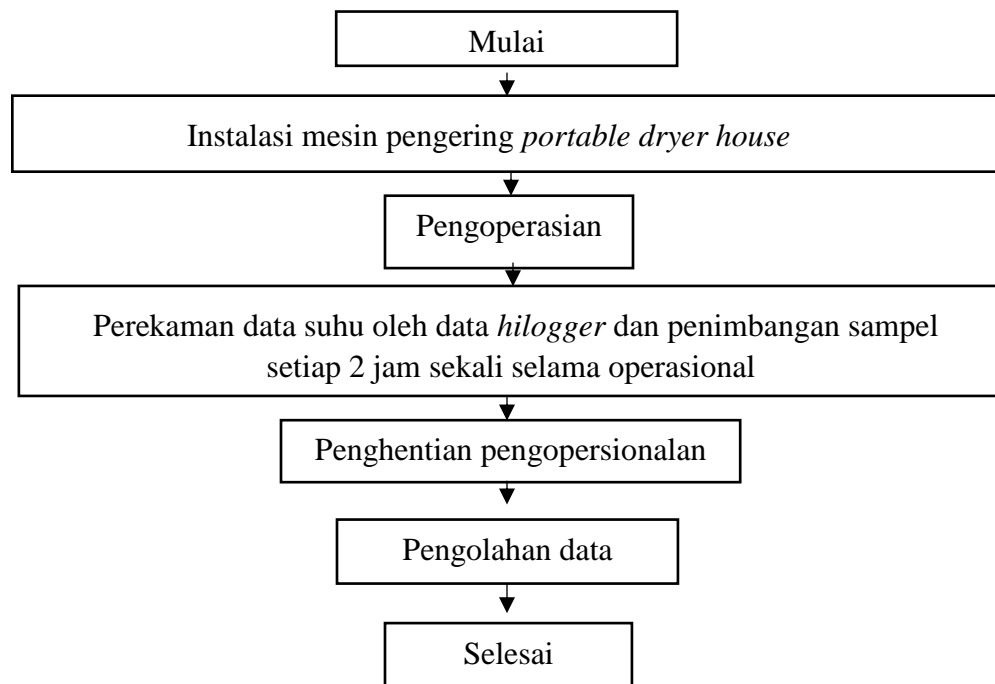 Mulai
Instalasi mesin pengering portable dryer house
Pengoperasian
Perekaman data suhu oleh data hilogger dan penimbangan sampel
setiap 2 jam sekali selama operasional
Penghentian pengopersionalan
Pengolahan data
Selesai